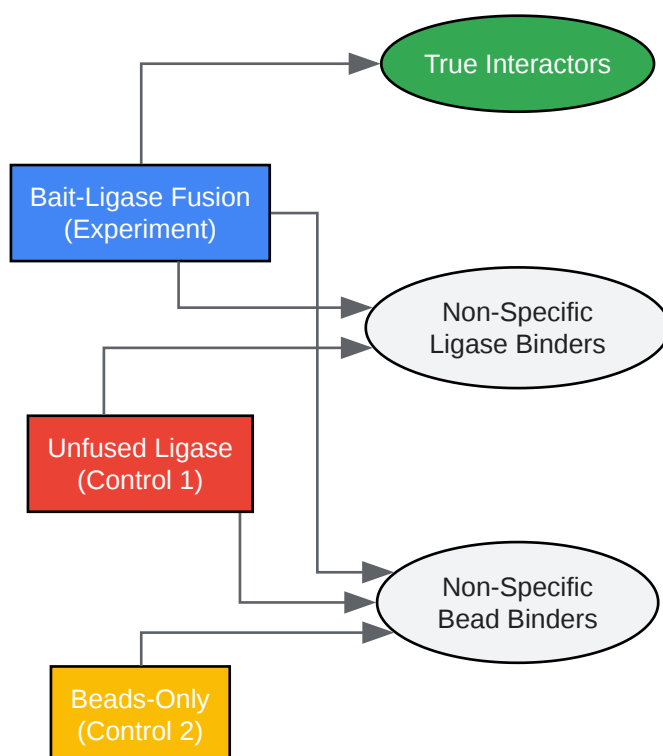 True Interactors
Bait-Ligase Fusion
(Experiment)
Non-Specific
Ligase Binders
Unfused Ligase
(Control 1)
Non-Specific
Bead Binders
Beads-Only
(Control 2)